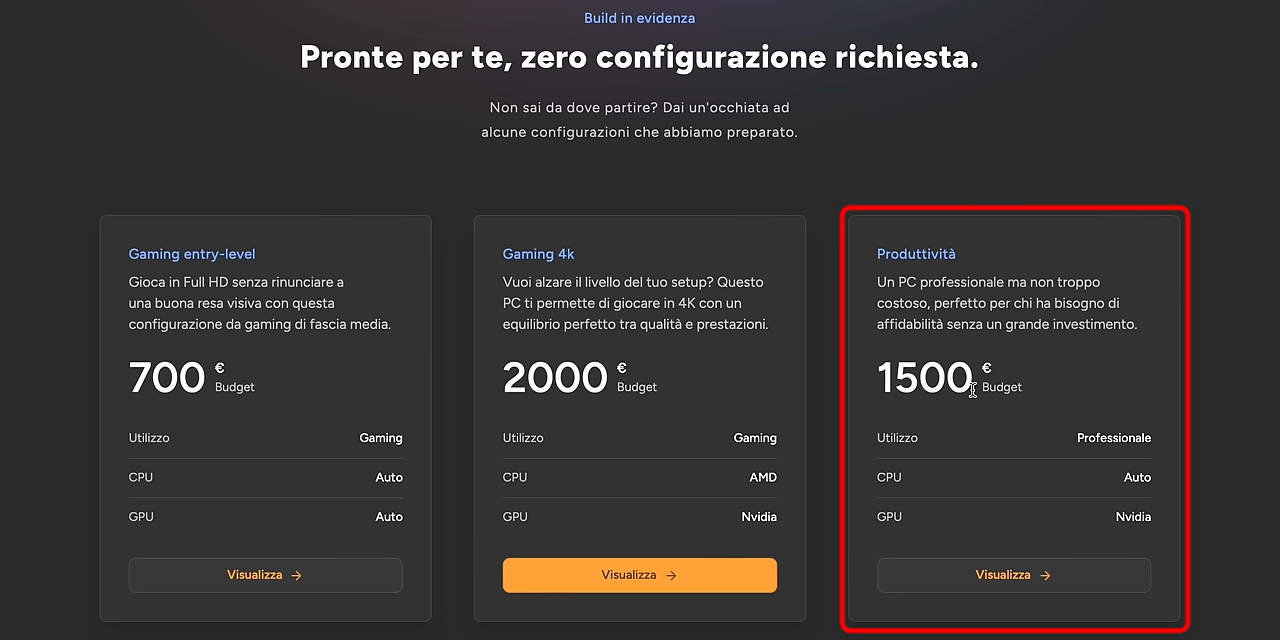 Build in evidenza
Pronte per te, zero configurazione richiesta.
Non sai da dove partire? Dai un'occhiata ad
alcune configurazioni che abbiamo preparato.
Gaming entry-level
Gioca in Full HD senza rinunciare a
una buona resa visiva con questa
configurazione da gaming di fascia media.
700 €
Budget
Utilizzo Gaming
CPU Auto
GPU Auto
Visualizza →
Gaming 4k
Vuoi alzare il livello del tuo setup? Questo
PC ti permette di giocare in 4K con un
equilibrio perfetto tra qualità e prestazioni.
2000 €
Budget
Utilizzo Gaming
CPU AMD
GPU Nvidia
Visualizza →
Produttività
Un PC professionale ma non troppo
costoso, perfetto per chi ha bisogno di
affidabilità senza un grande investimento.
1500 €
Budget
Utilizzo Professionale
CPU Auto
GPU Nvidia
Visualizza →